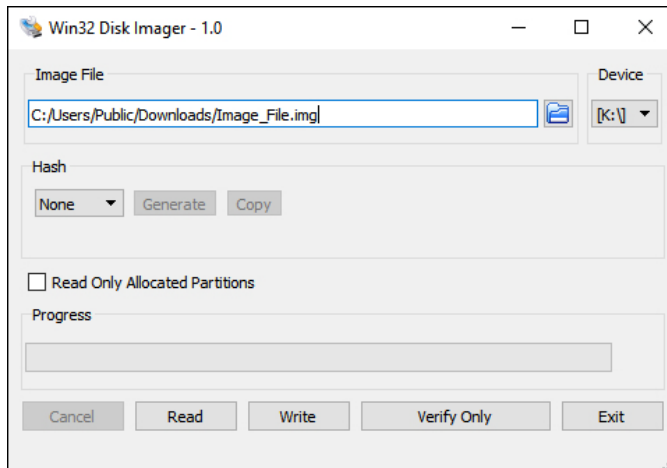 Win32 Disk Imager - 1.0
Image File
Device
C:/Users/Public/Downloads/Image_File.img
[K:\]
Hash
None Generate Copy
Read Only Allocated Partitions
Progress
Cancel Read Write Verify Only Exit